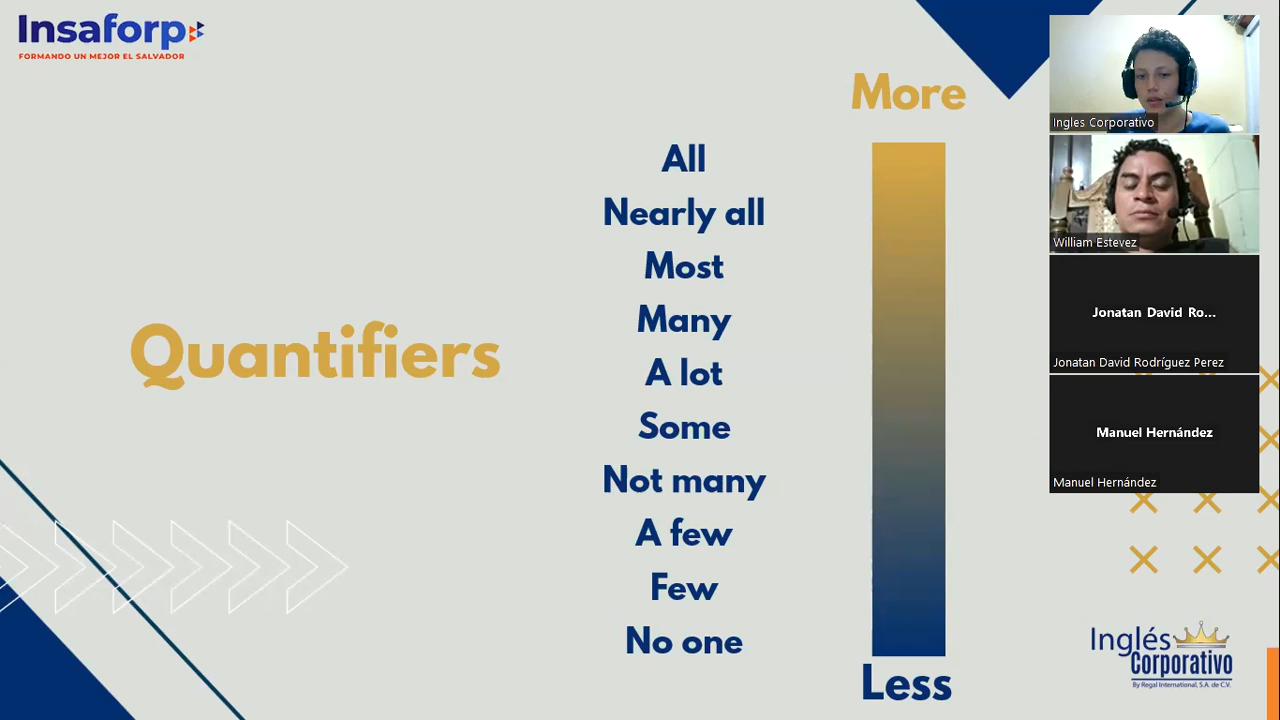 Insaforp
FORMANDO UN MEJOR EL SALVADOR
Quantifiers
More
All
Nearly all
Most
Many
A lot
Some
Not many
A few
Few
No one
Less
Ingles Corporativo
William Estevez
Jonatan David Ro...
Jonatan David Rodríguez Perez
Manuel Hernández
Manuel Hernández
Inglés
Corporativo
By Regal International, S.A. de C.V.